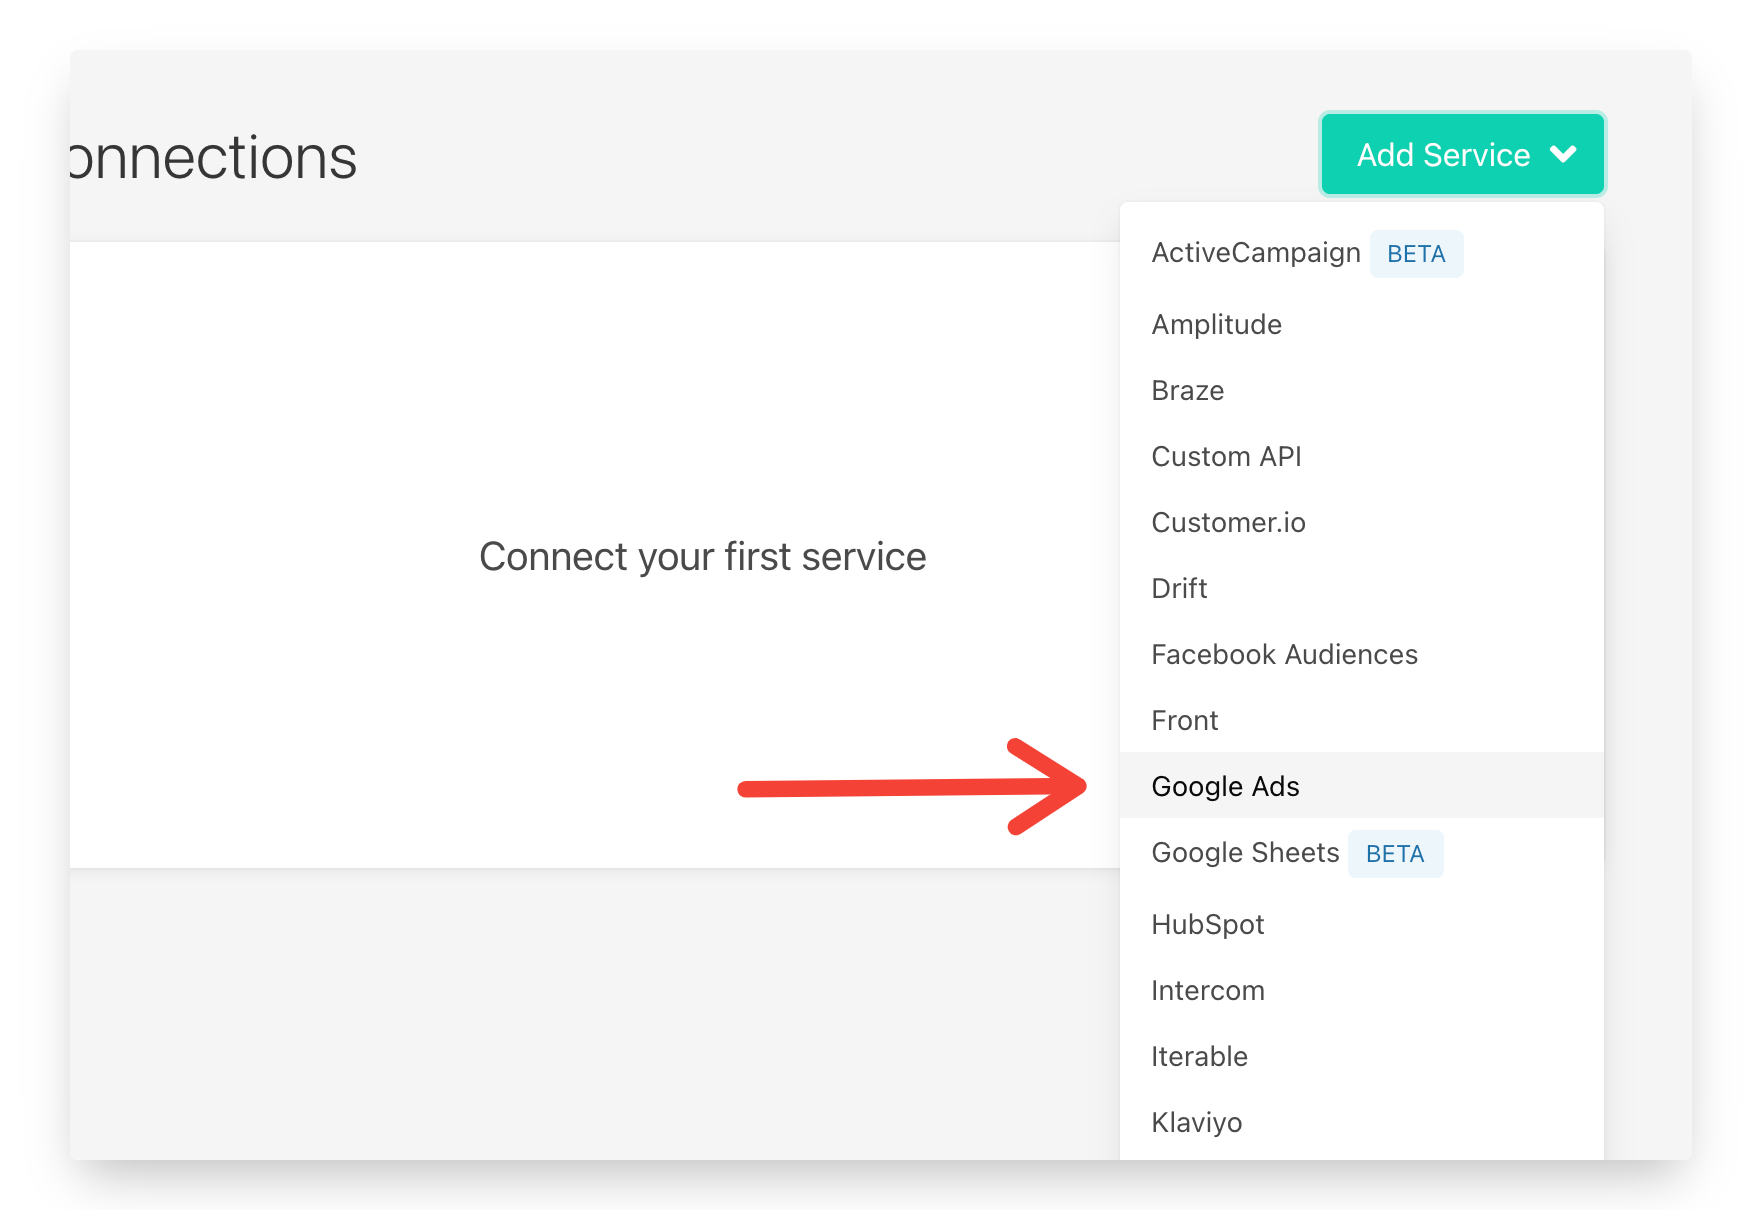 onnections
Add Service
ActiveCampaign BETA
Amplitude
Braze
Custom API
Customer.io
Drift
Facebook Audiences
Front
Google Ads
Google Sheets BETA
HubSpot
Intercom
Iterable
Klaviyo
Connect your first service